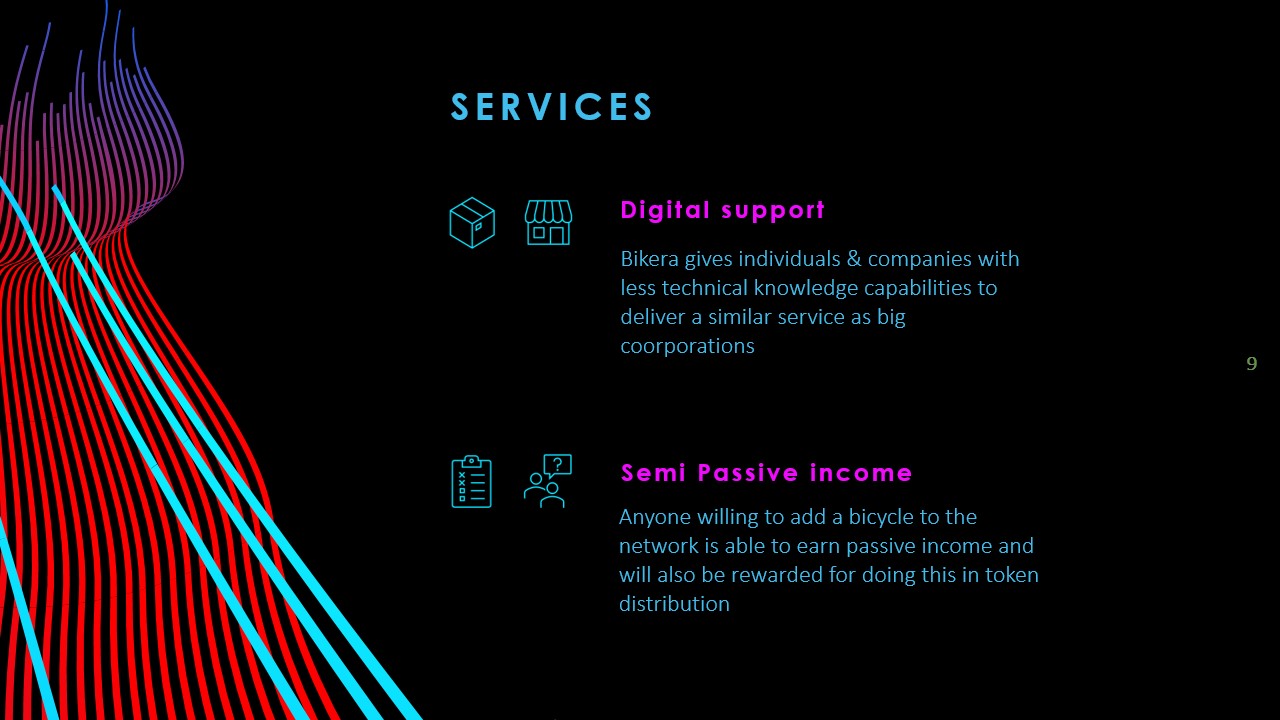 SERVICES
Digital support
Bikera gives individuals & companies with
less technical knowledge capabilities to
deliver a similar service as big
coorporations
9
Semi Passive income
Anyone willing to add a bicycle to the
network is able to earn passive income and
will also be rewarded for doing this in token
distribution